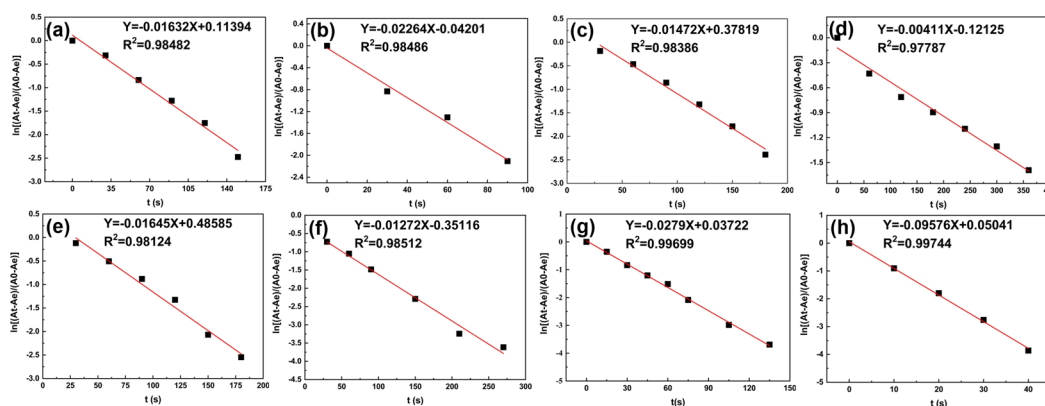 (a)
Y=-0.01632X+0.11394
R²=0.98482
0.5
0.0
-0.5
-1.0
-1.5
-2.0
-2.5
-3.0
ln[(At-Ae)/(A0-Ae)]
0 35 70 105 140 175
t (s)
(b)
Y=-0.02264X-0.04201
R²=0.98486
0.4
0.0
-0.4
-0.8
-1.2
-1.6
-2.0
-2.4
ln[(At-Ae)/(A0-Ae)]
0 20 40 60 80 100
t (s)
(c)
Y=-0.01472X+0.37819
R²=0.98386
0.5
0.0
-0.5
-1.0
-1.5
-2.0
-2.5
-3.0
ln[(At-Ae)/(A0-Ae)]
0 50 100 150 200
t (s)
(d)
Y=-0.00411X-0.12125
R²=0.97787
0.0
-0.3
-0.6
-0.9
-1.2
-1.5
ln[(At-Ae)/(A0-Ae)]
0 50 100 150 200 250 300 350 400
t (s)
(e)
Y=-0.01645X+0.48585
R²=0.98124
0.5
0.0
-0.5
-1.0
-1.5
-2.0
-2.5
-3.0
ln[(At-Ae)/(A0-Ae)]
0 25 50 75 100 125 150 175 200
t (s)
(f)
Y=-0.01272X-0.35116
R²=0.98512
0.0
-0.5
-1.0
-1.5
-2.0
-2.5
-3.0
-3.5
-4.0
-4.5
ln[(At-Ae)/(A0-Ae)]
0 50 100 150 200 250 300
t (s)
(g)
Y=-0.0279X+0.03722
R²=0.99699
1
0
-1
-2
-3
-4
-5
ln[(At-Ae)/(A0-Ae)]
0 30 60 90 120 150
t(s)
(h)
Y=-0.09576X+0.05041
R²=0.99744
1
0
-1
-2
-3
-4
-5
ln[(At-Ae)/(A0-Ae)]
0 10 20 30 40
t(s)